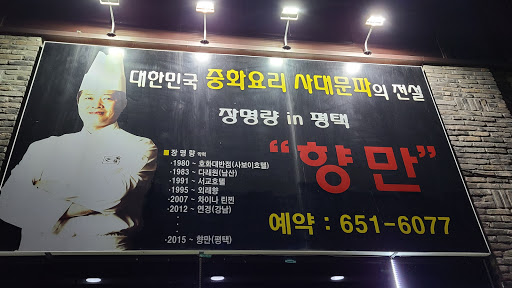 대한민국 중화요리 사대문파의 전설
장명량 in 평택
"향만"
예약 : 651-6077
■ 장명량 약력
·1980 ~ 호화대반점(사보이호텔)
·1983 ~ 다래원(남산)
·1991 ~ 서교호텔
·1995 ~ 외래향
·2007 ~ 차이나 린찐
·2012 ~ 연경(강남)
·2015 ~ 향만(평택)